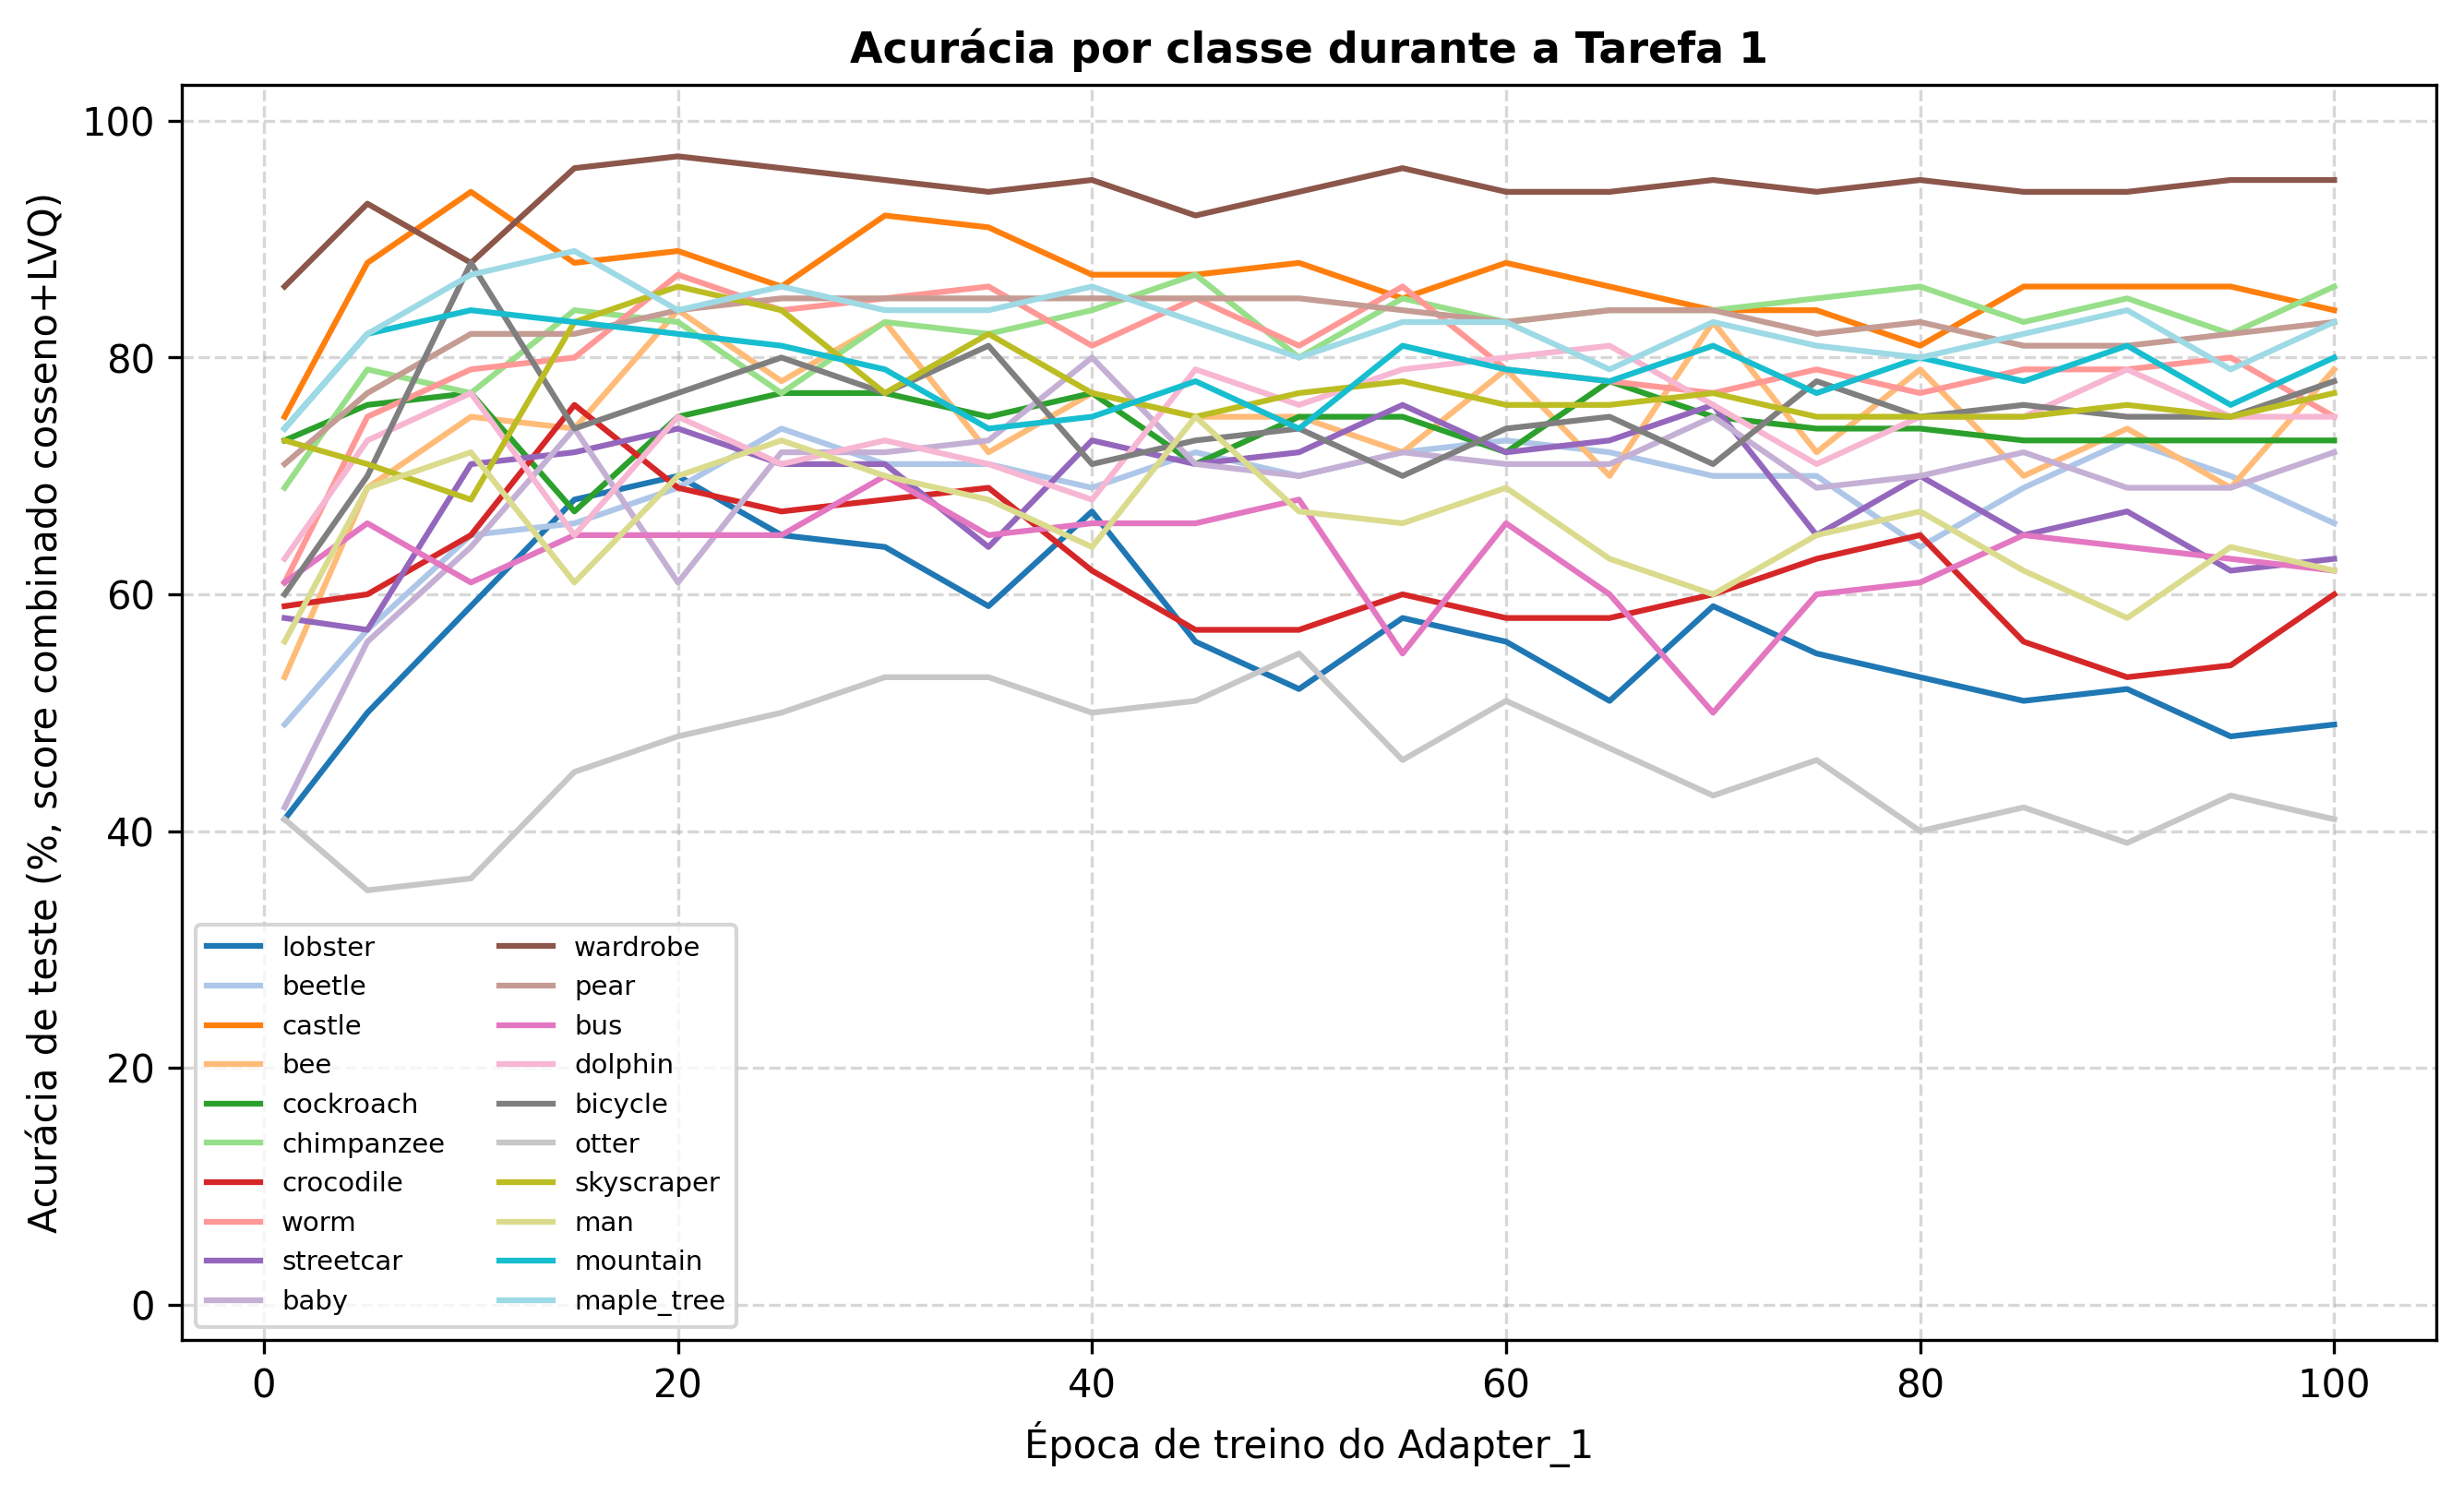 Acurácia por classe durante a Tarefa 1
Acurácia de teste (%, score combinado cosseno+LVQ)
100
80
60
40
20
0
lobster
beetle
castle
bee
cockroach
chimpanzee
crocodile
worm
streetcar
baby
wardrobe
pear
bus
dolphin
bicycle
otter
skyscraper
man
mountain
maple_tree
0 20 40 60 80 100
Época de treino do Adapter_1